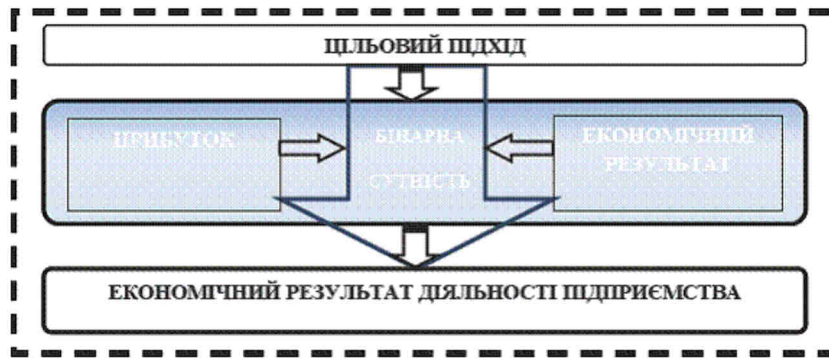 ЦІЛЬОВИЙ ПІДХІД
ПРИБУТОК
БІНАРНА
СУТНІСТЬ
ЕКОНОМІЧНИЙ
РЕЗУЛЬТАТ
ЕКОНОМІЧНИЙ РЕЗУЛЬТАТ ДІЯЛЬНОСТІ ПІДПРИЄМСТВА